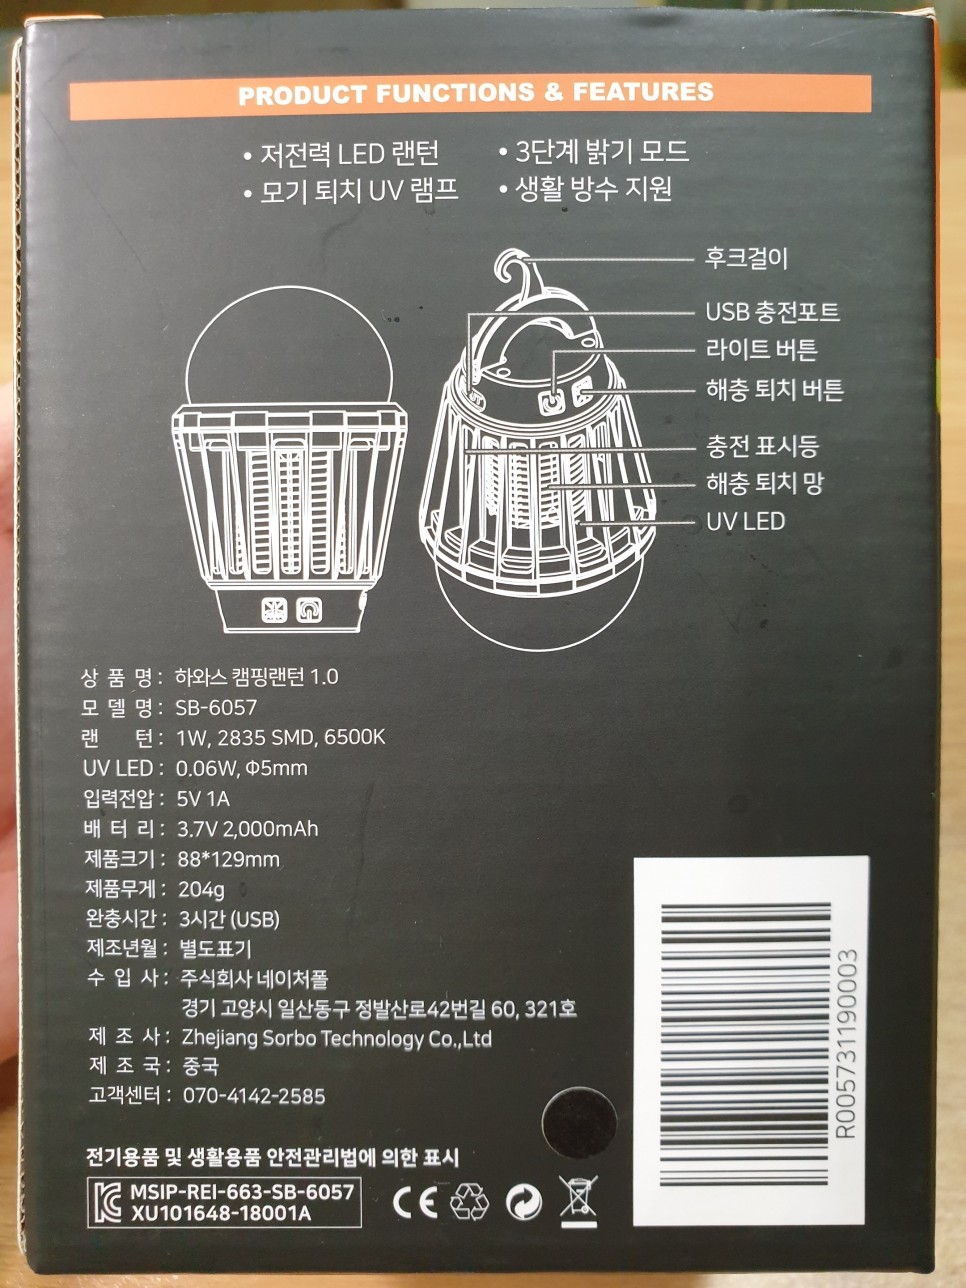 PRODUCT FUNCTIONS & FEATURES
• 저전력 LED 랜턴
• 3단계 밝기 모드
• 모기 퇴치 UV 램프
• 생활 방수 지원
후크걸이
USB 충전포트
라이트 버튼
해충 퇴치 버튼
충전 표시등
해충 퇴치 망
UV LED
상 품 명 : 하와스 캠핑랜턴 1.0
모 델 명 : SB-6057
랜 턴 : 1W, 2835 SMD, 6500K
UV LED : 0.06W, Φ5mm
입력전압 : 5V 1A
배 터 리 : 3.7V 2,000mAh
제품크기 : 88*129mm
제품무게 : 204g
완충시간 : 3시간 (USB)
제조년월 : 별도표기
수 입 사 : 주식회사 네이처폴
경기 고양시 일산동구 정발산로42번길 60, 321호
제 조 사 : Zhejiang Sorbo Technology Co.,Ltd
제 조 국 : 중국
고객센터 : 070-4142-2585
전기용품 및 생활용품 안전관리법에 의한 표시
MSIP-REI-663-SB-6057
XU101648-18001A
CE
R005731190003